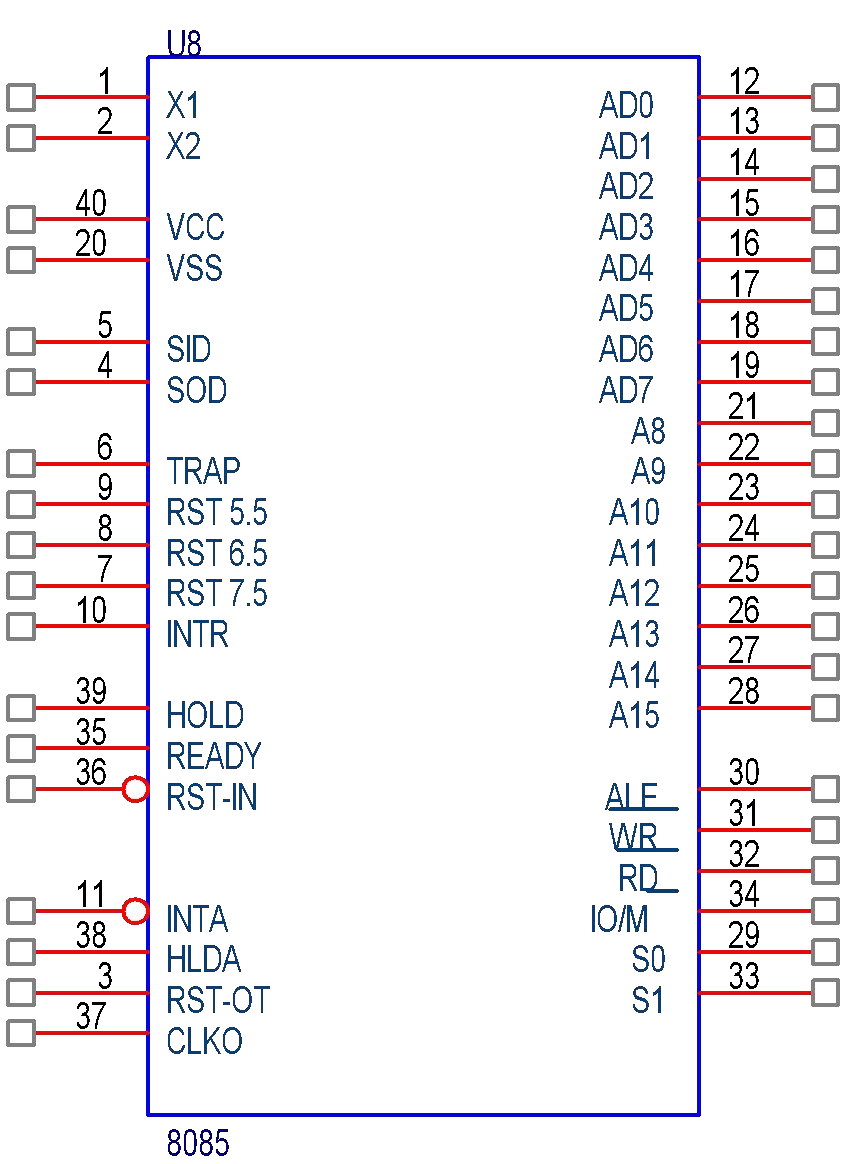 U8
1 X1
2 X2
40 VCC
20 VSS
5 SID
4 SOD
6 TRAP
9 RST 5.5
8 RST 6.5
7 RST 7.5
10 INTR
39 HOLD
35 READY
36 RST-IN
11 INTA
38 HLDA
3 RST-OT
37 CLKO
AD0 12
AD1 13
AD2 14
AD3 15
AD4 16
AD5 17
AD6 18
AD7 19
A8 21
A9 22
A10 23
A11 24
A12 25
A13 26
A14 27
A15 28
ALE 30
WR 31
RD 32
IO/M 34
S0 29
S1 33
8085